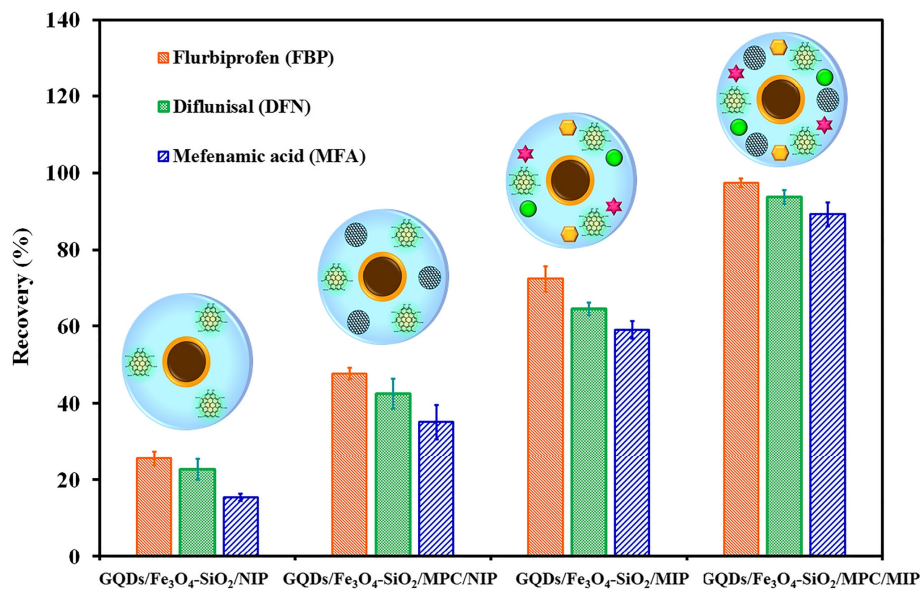 140
120
100
80
60
40
20
0
Recovery (%)
Flurbiprofen (FBP)
Diflunisal (DFN)
Mefenamic acid (MFA)
GQDs/Fe₃O₄-SiO₂/NIP
GQDs/Fe₃O₄-SiO₂/MPC/NIP
GQDs/Fe₃O₄-SiO₂/MIP
GQDs/Fe₃O₄-SiO₂/MPC/MIP